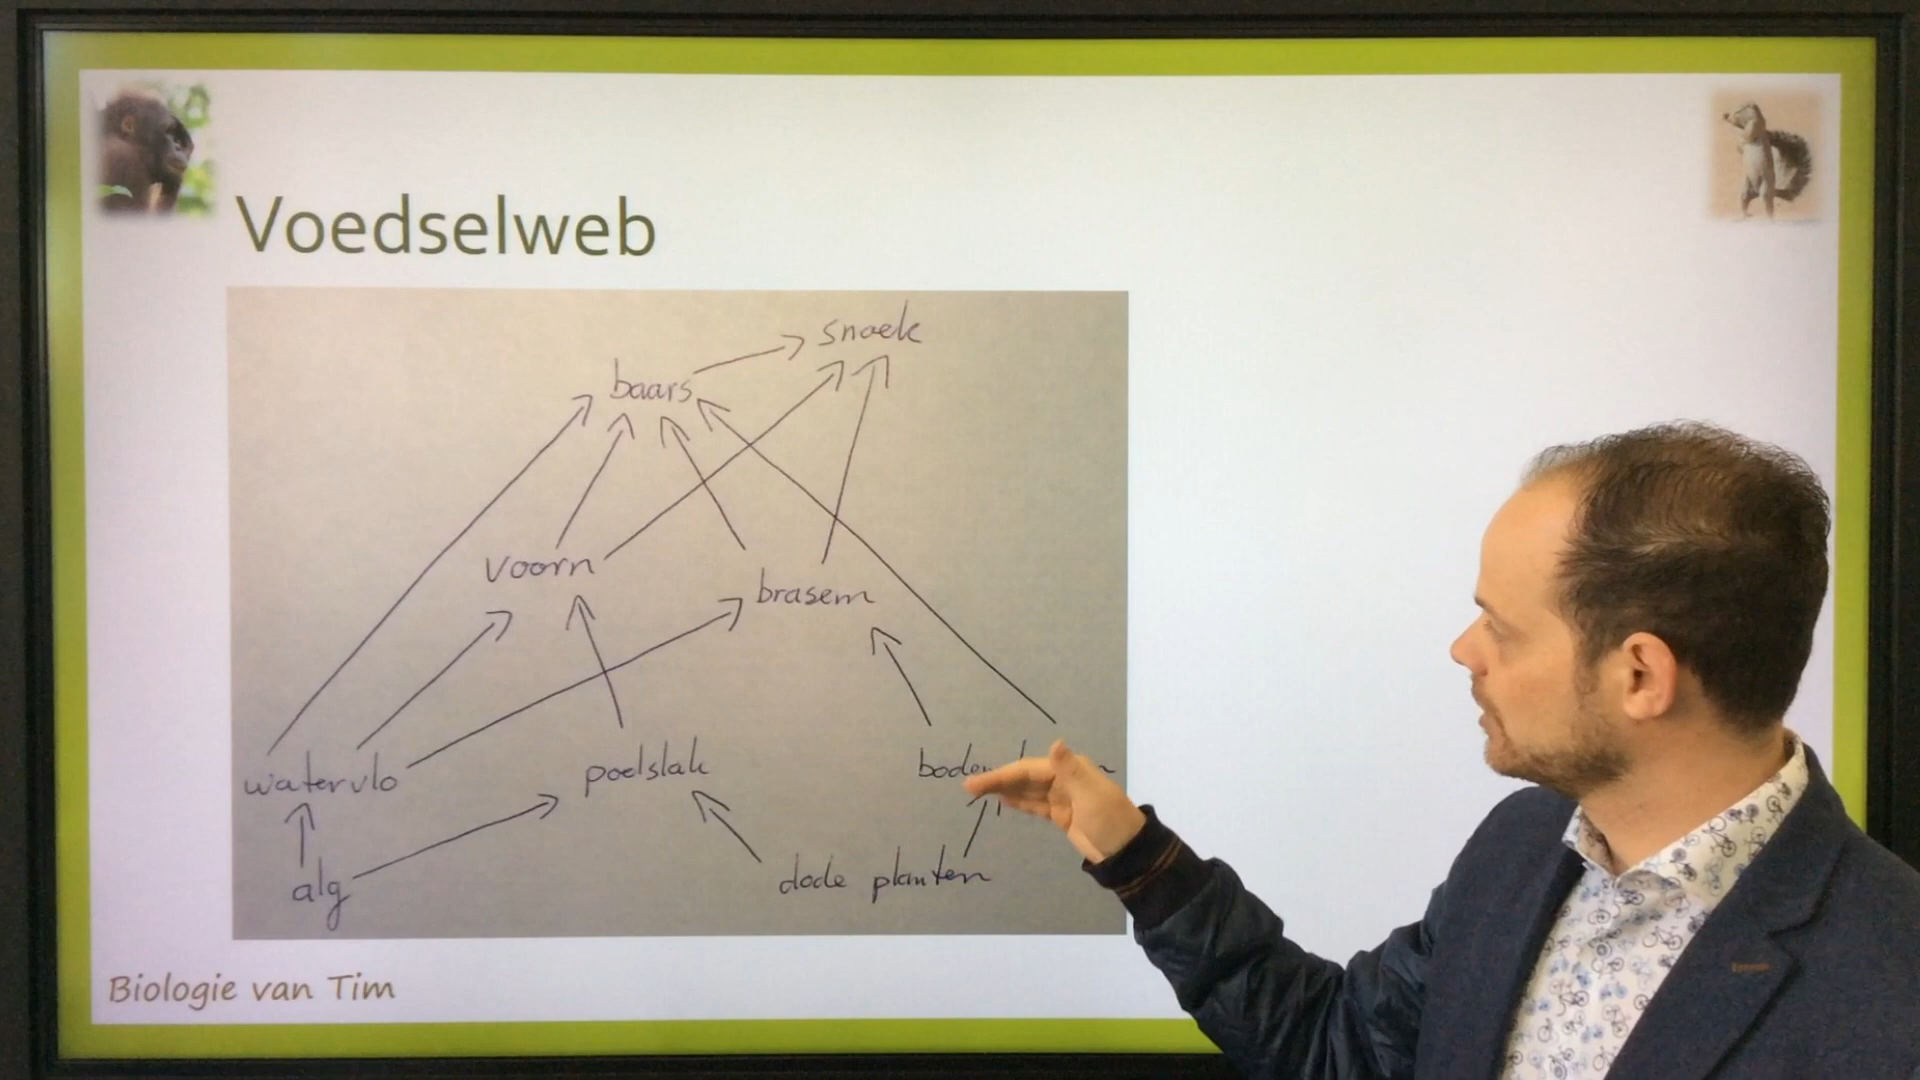 Voedselweb
snoek
baars
voorn
brasem
watervlo
poelslak
alg
dode planten
Biologie van Tim